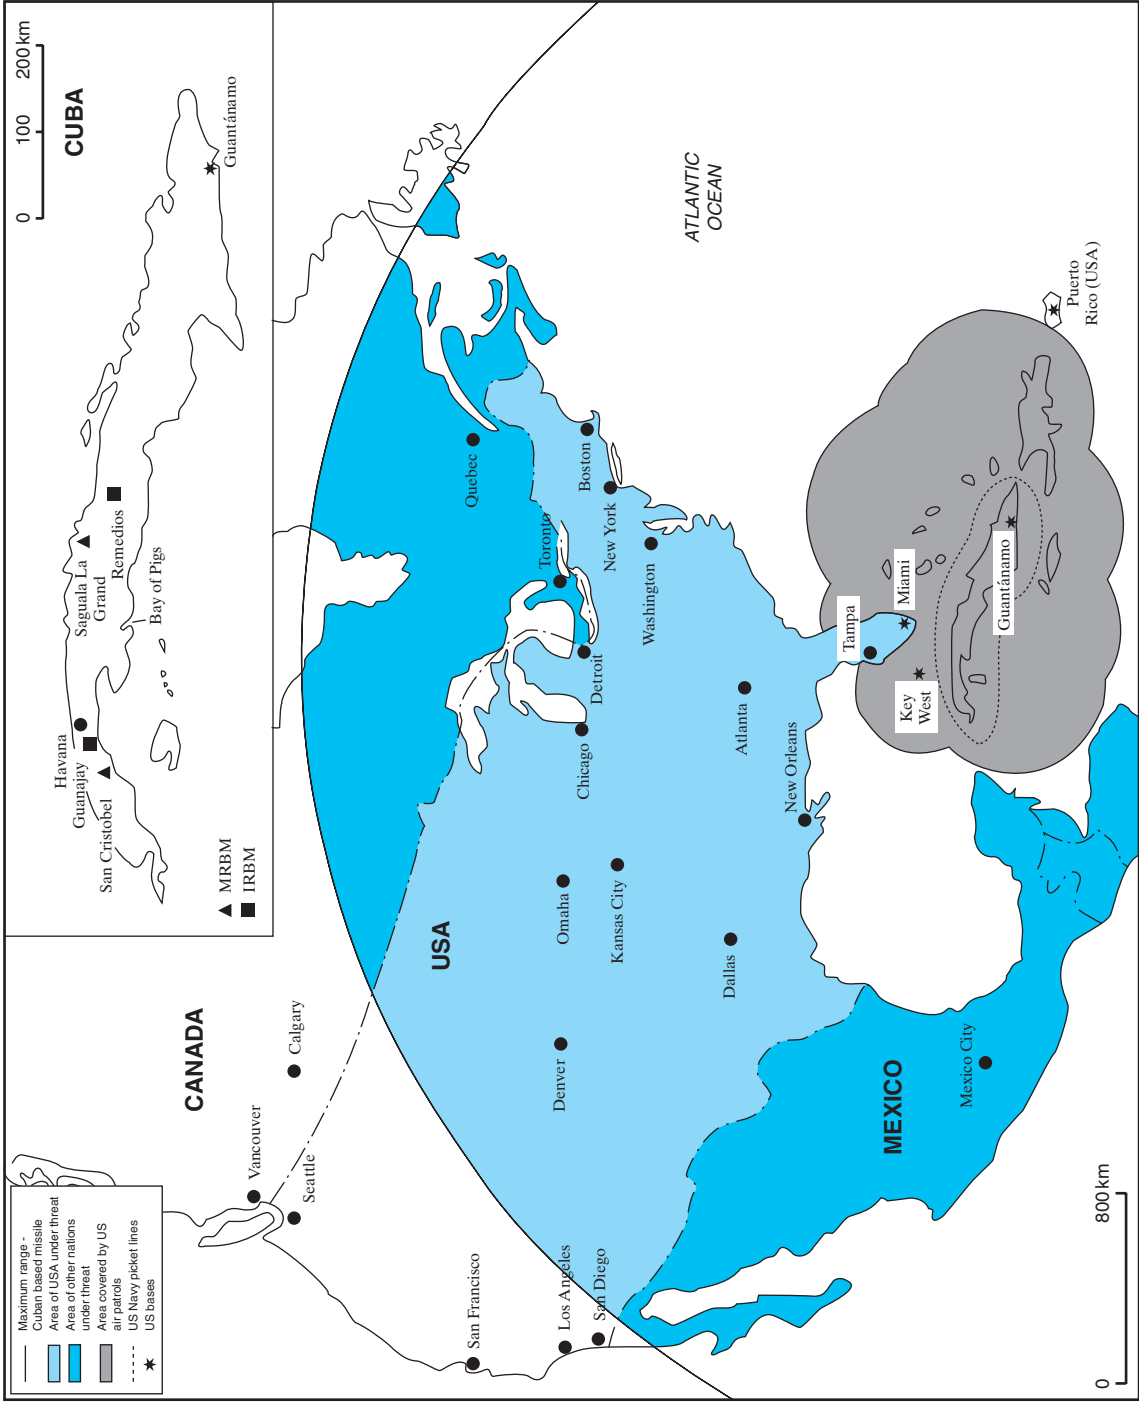 Maximum range -
Cuban based missile
Area of USA under threat
Area of other nations
under threat
Area covered by US
air patrols
US Navy picket lines
US bases
CANADA
Vancouver
Seattle
Calgary
San Francisco
Los Angeles
San Diego
USA
Denver
Omaha
Kansas City
Dallas
Chicago
Detroit
Toronto
Quebec
Boston
New York
Washington
Atlanta
New Orleans
Tampa
Miami
Key
West
Guantánamo
Puerto
Rico (USA)
ATLANTIC
OCEAN
MEXICO
Mexico City
0
800km
MRBM
IRBM
San Cristobel
Guanajay
Havana
Saguala La
Grand
Remedios
Bay of Pigs
Guantánamo
CUBA
0
100
200km